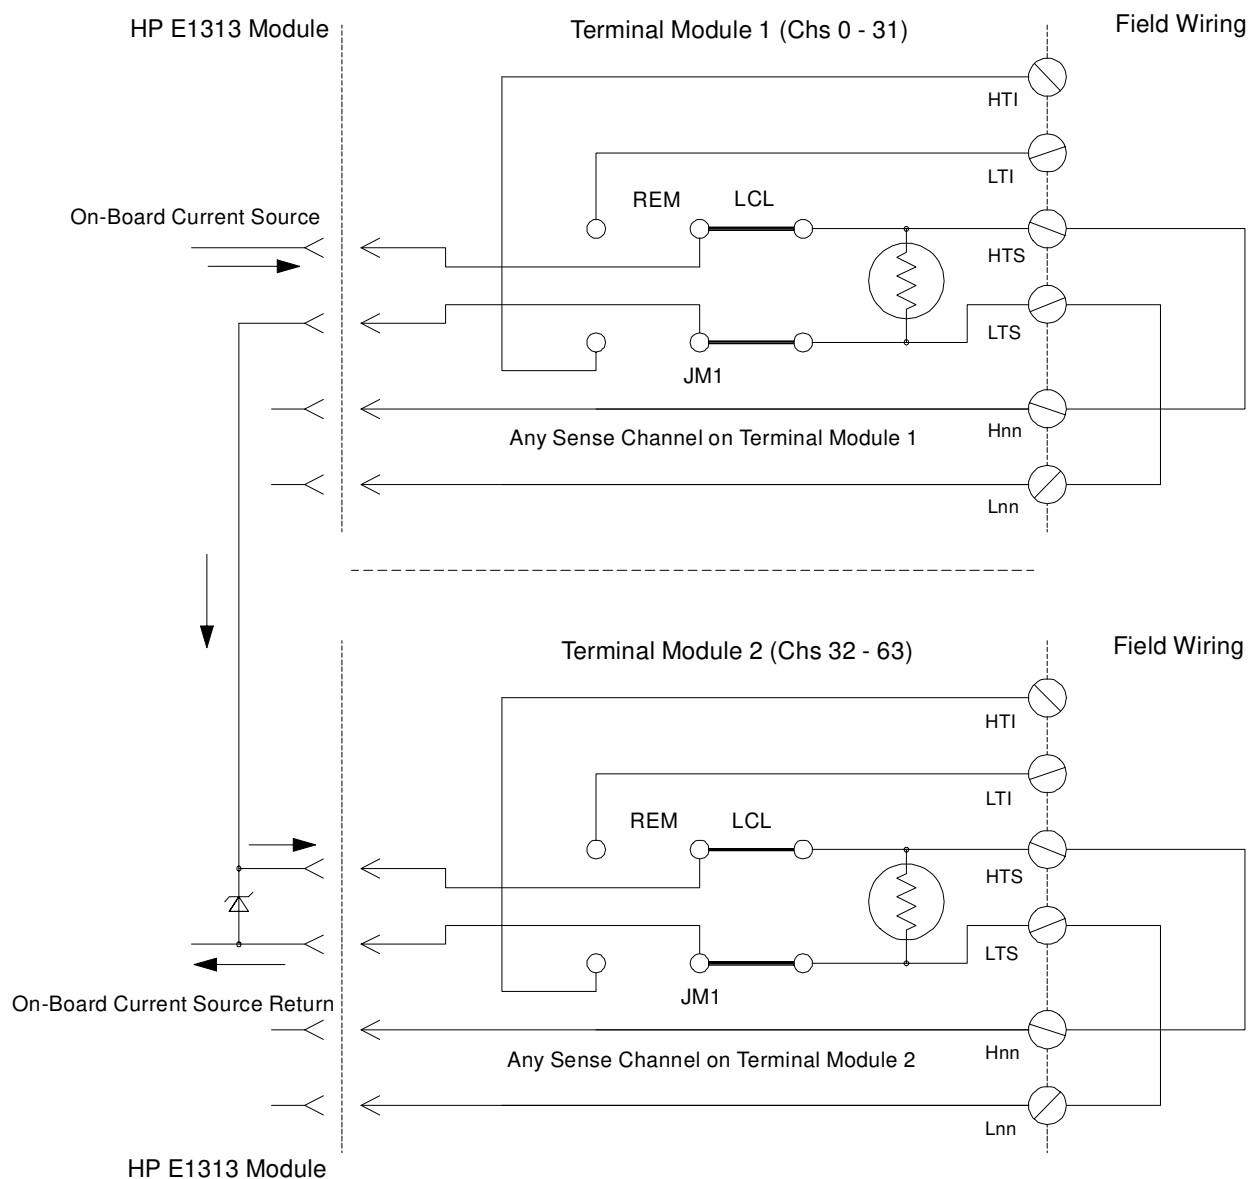 HP E1313 Module
Terminal Module 1 (Chs 0 - 31)
Field Wiring
HTI
LTI
REM
LCL
On-Board Current Source
HTS
LTS
JM1
Hnn
Any Sense Channel on Terminal Module 1
Lnn
Terminal Module 2 (Chs 32 - 63)
Field Wiring
HTI
LTI
REM
LCL
HTS
LTS
JM1
On-Board Current Source Return
Hnn
Any Sense Channel on Terminal Module 2
Lnn
HP E1313 Module